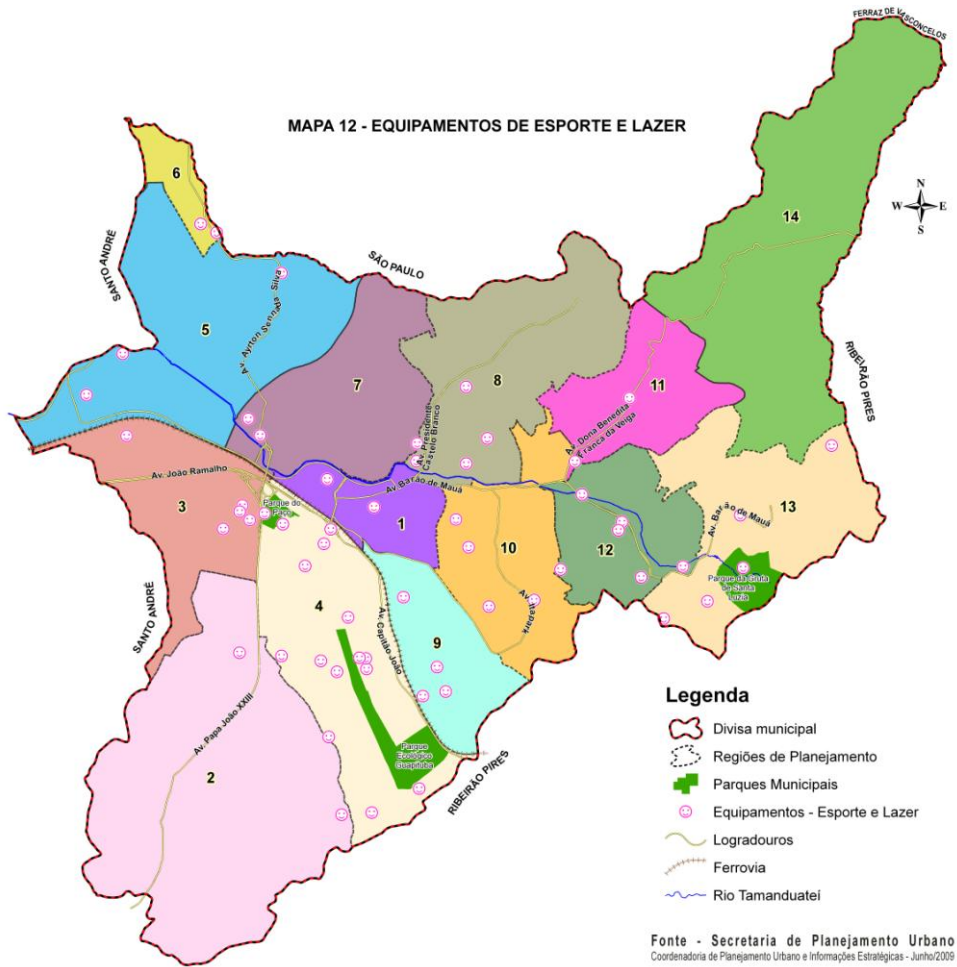 FERRAZ DE VASCONCELOS
MAPA 12 - EQUIPAMENTOS DE ESPORTE E LAZER
6
N
W E
S
14
SANTO ANDRÉ
SÃO PAULO
5
Av. Ayrton Senna da Silva
7
8
11
RIBEIRÃO PIRES
Av. Presidente
Castelo Branco
Av. Dona Benedita
Franca da Veiga
Av. João Ramalho
Av. Barão de Mauá
3
Parque do
Paço
1
10
12
Av. Barão de Mauá
13
Parque da Gruta
de Santa
Luzia
SANTO ANDRÉ
4
Av. Capitão João
9
Av. Itapark
Av. Papa João XXIII
2
Parque
Ecológico
Guapituba
RIBEIRÃO PIRES
Legenda
Divisa municipal
Regiões de Planejamento
Parques Municipais
Equipamentos - Esporte e Lazer
Logradouros
Ferrovia
Rio Tamanduateí
Fonte - Secretaria de Planejamento Urbano
Coordenadoria de Planejamento Urbano e Informações Estratégicas - Junho/2009